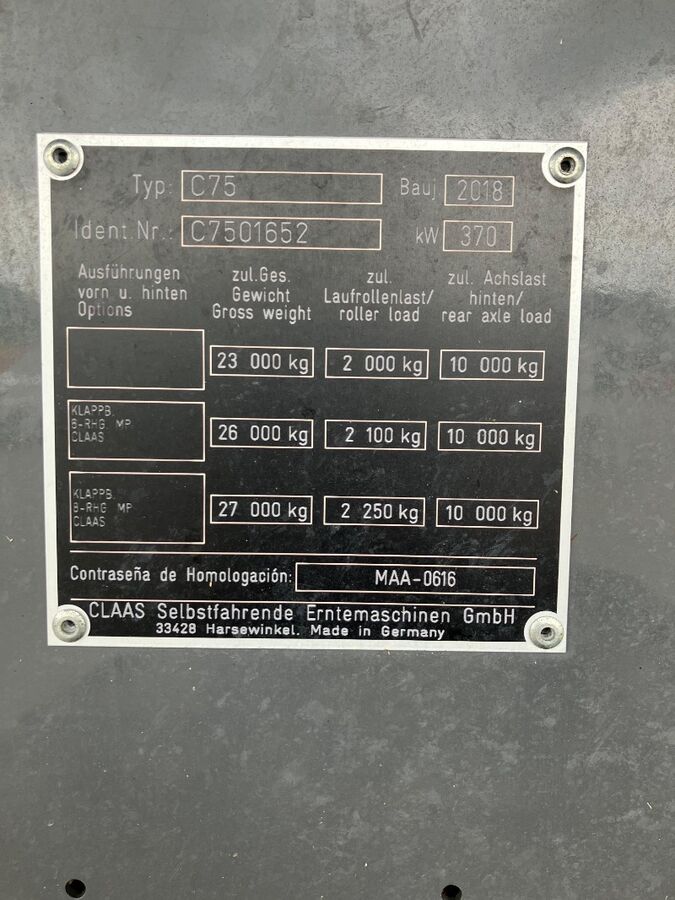 Typ: C75 Bauj 2018
Ident.Nr.: C7501652 kW 370
Ausführungen zul.Ges. zul. zul. Achslast
vorn u. hinten Gewicht Laufrollenlast/ hinten/
Options Gross weight roller load rear axle load
23 000 kg 2 000 kg 10 000 kg
KLAPPB.
6-RHG. MP
CLAAS
26 000 kg 2 100 kg 10 000 kg
KLAPPB.
8-RHG MP
CLAAS
27 000 kg 2 250 kg 10 000 kg
Contraseña de Homologación: MAA-0616
CLAAS Selbstfahrende Erntemaschinen GmbH
33428 Harsewinkel. Made in Germany